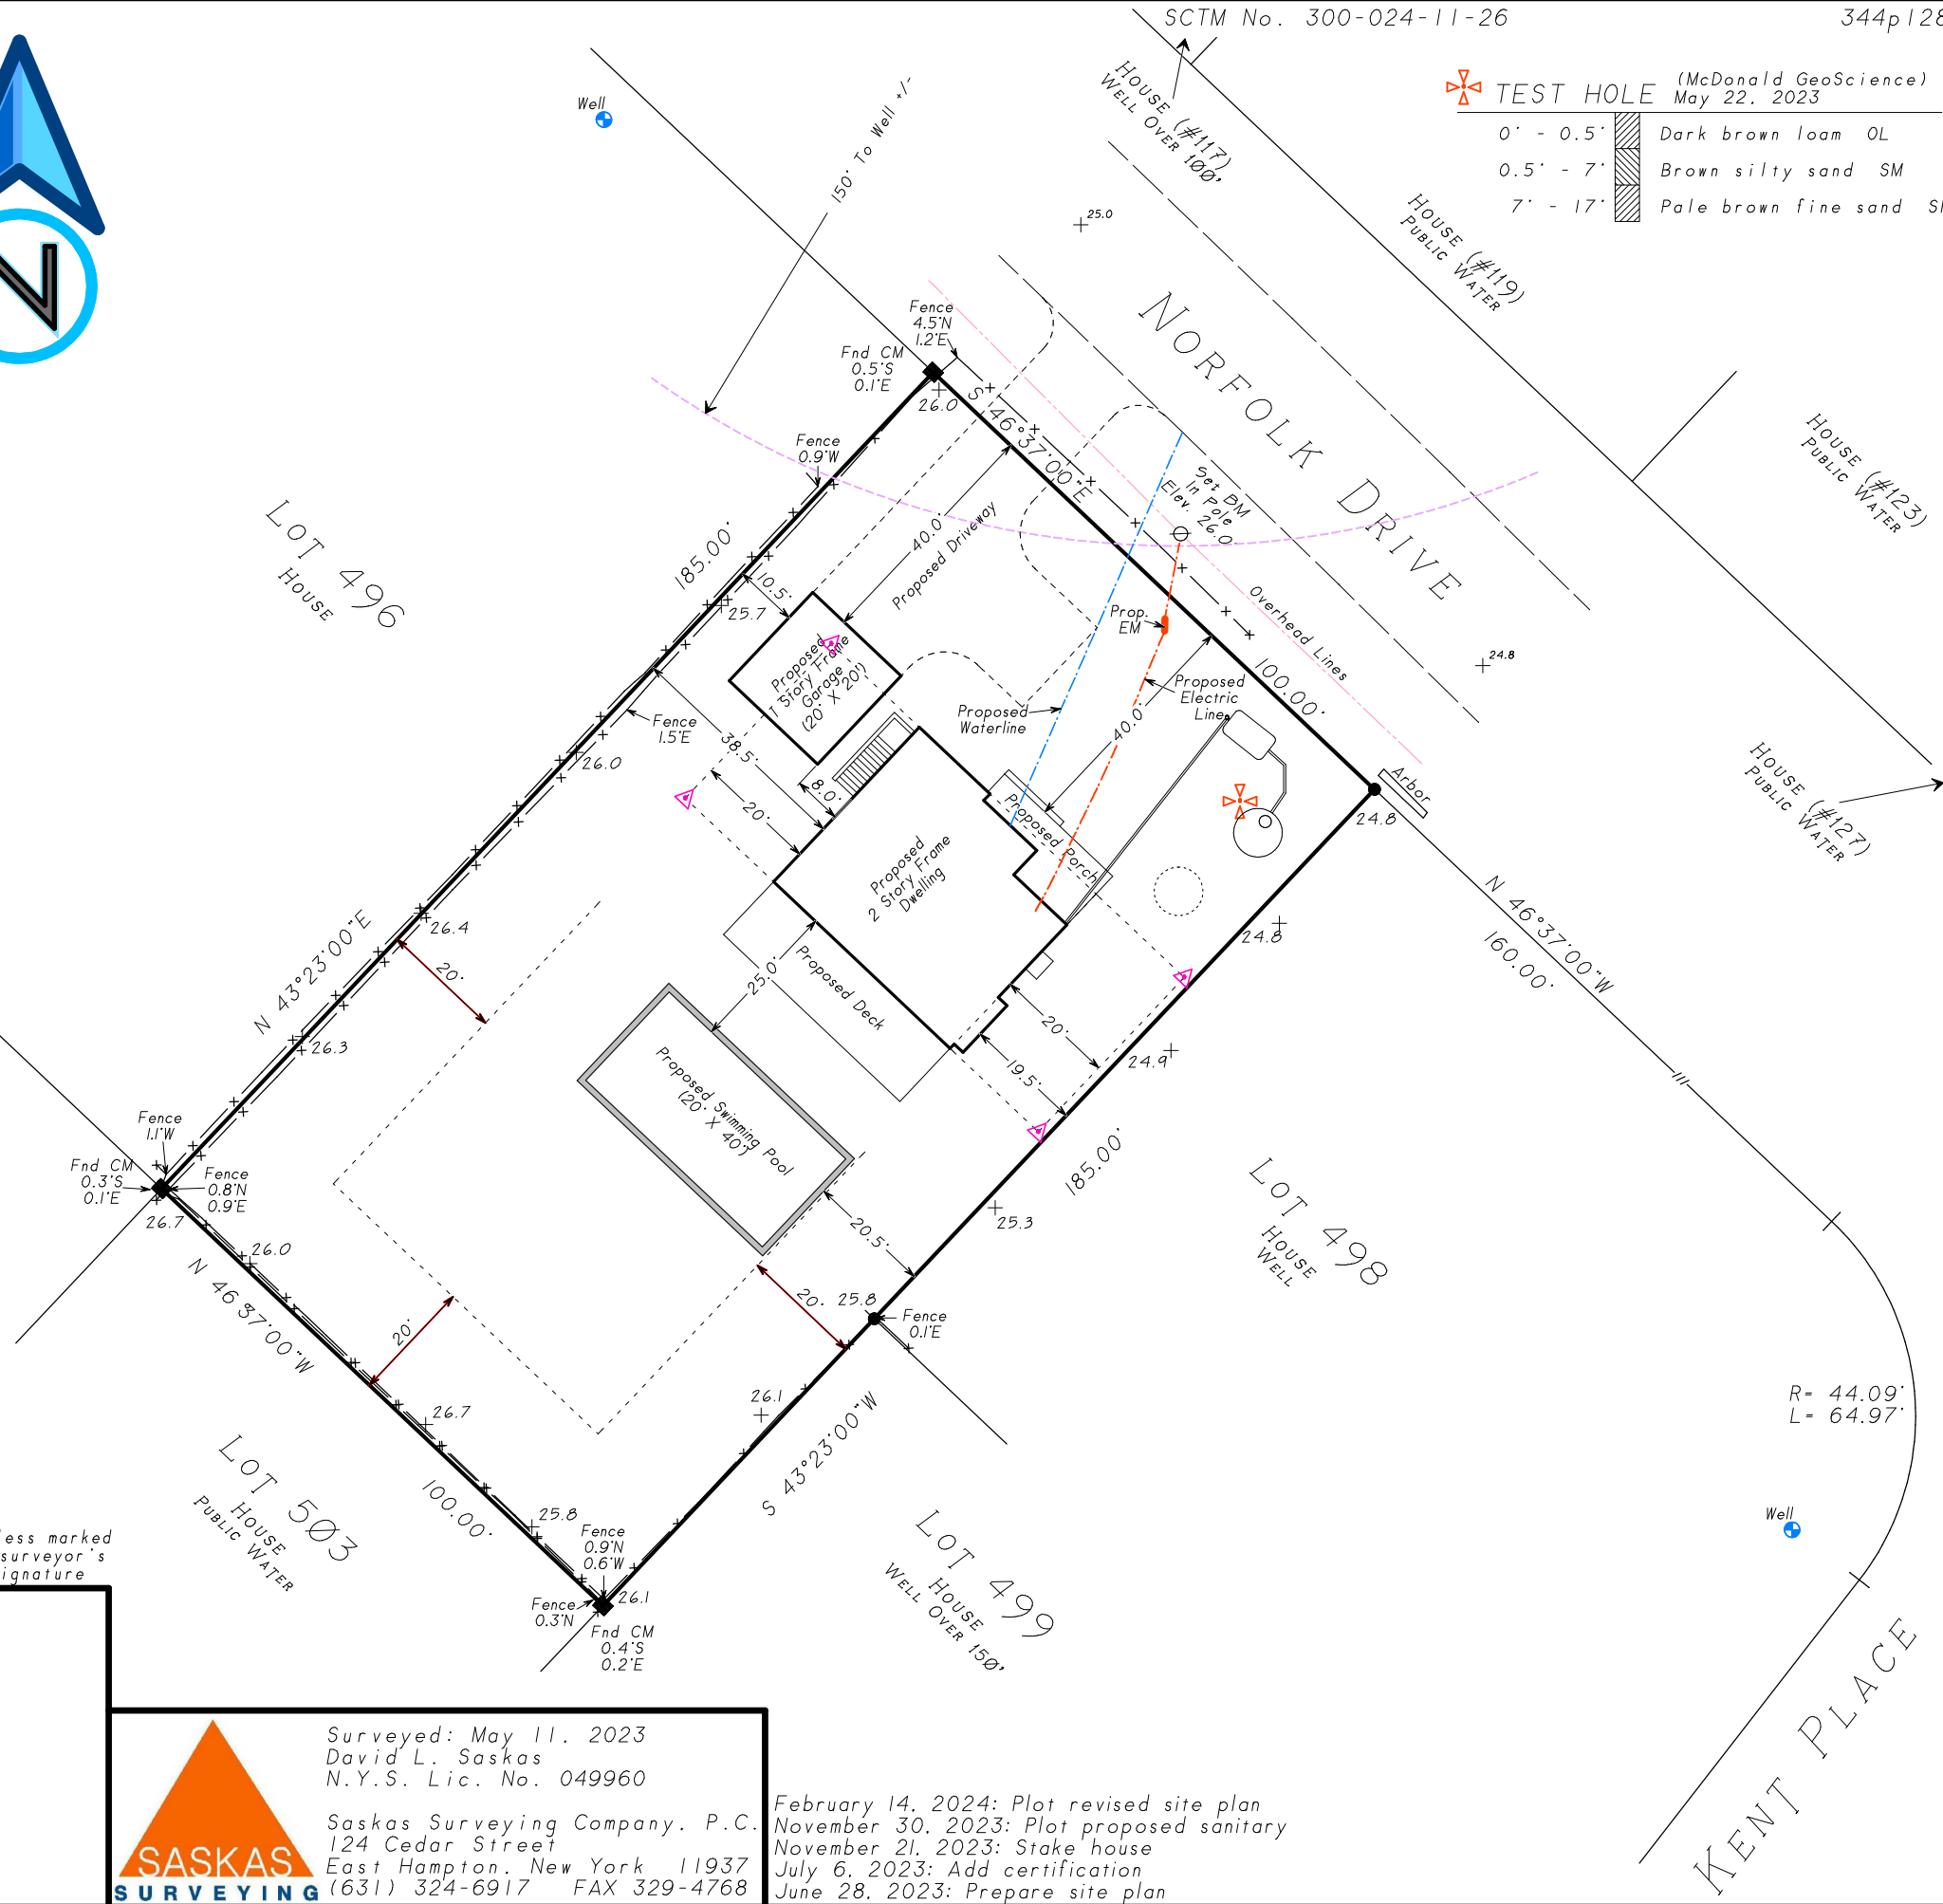 SCTM No. 300-024-11-26
344p128
TEST HOLE
(McDonald GeoScience)
May 22, 2023
0' - 0.5' Dark brown loam OL
0.5' - 7' Brown silty sand SM
7' - 17' Pale brown fine sand
Well
150' To Well +/-
HOUSE (#117)
WELL OVER 100'
25.0
HOUSE (#119)
PUBLIC WATER
NORFOLK DRIVE
HOUSE (#123)
PUBLIC WATER
HOUSE (#127)
PUBLIC WATER
Fence
4.5'N
1.2'E
Fnd CM
0.5'S
0.1'E
26.0
S 46°37'00"E
100.00'
Fence
0.9'W
Set BM
In Pole
Elev. 26.0
Overhead Lines
24.8
LOT 496
HOUSE
185.00'
N 43°23'00"E
10.5'
25.7
40.0'
Proposed Driveway
Prop.
EM
Proposed
1 Story Frame
Garage
(20' X 20')
Proposed
Electric
Line
Proposed
Waterline
40.0'
Fence
1.5'E
26.0
38.5'
20'
8.0'
Proposed Porch
Arbor
24.8
Proposed
2 Story Frame
Dwelling
24.8
N 46°37'00"W
160.00'
26.4
20'
25.0'
Proposed Deck
20'
19.5'
24.9
26.3
Proposed Swimming Pool
(20' X 40')
Fence
1.1'W
Fnd CM
0.3'S
0.1'E
Fence
0.8'N
0.9'E
26.7
26.0
185.00'
LOT 498
HOUSE
WELL
25.3
20.5'
N 46°37'00"W
20'
20'
25.8
Fence
0.1'E
26.1
S 43°23'00"W
R= 44.09'
L= 64.97'
26.7
LOT 503
HOUSE
PUBLIC WATER
100.00'
25.8
Fence
0.9'N
0.6'W
Fence
0.3'N
26.1
Fnd CM
0.4'S
0.2'E
LOT 499
HOUSE
WELL OVER 150'
Well
KENT PLACE
less marked
surveyor's
ignature
Surveyed: May 11, 2023
David L. Saskas
N.Y.S. Lic. No. 049960
Saskas Surveying Company, P.C.
124 Cedar Street
East Hampton, New York 11937
(631) 324-6917 FAX 329-4768
SASKAS
SURVEYING
February 14, 2024: Plot revised site plan
November 30, 2023: Plot proposed sanitary
November 21, 2023: Stake house
July 6, 2023: Add certification
June 28, 2023: Prepare site plan